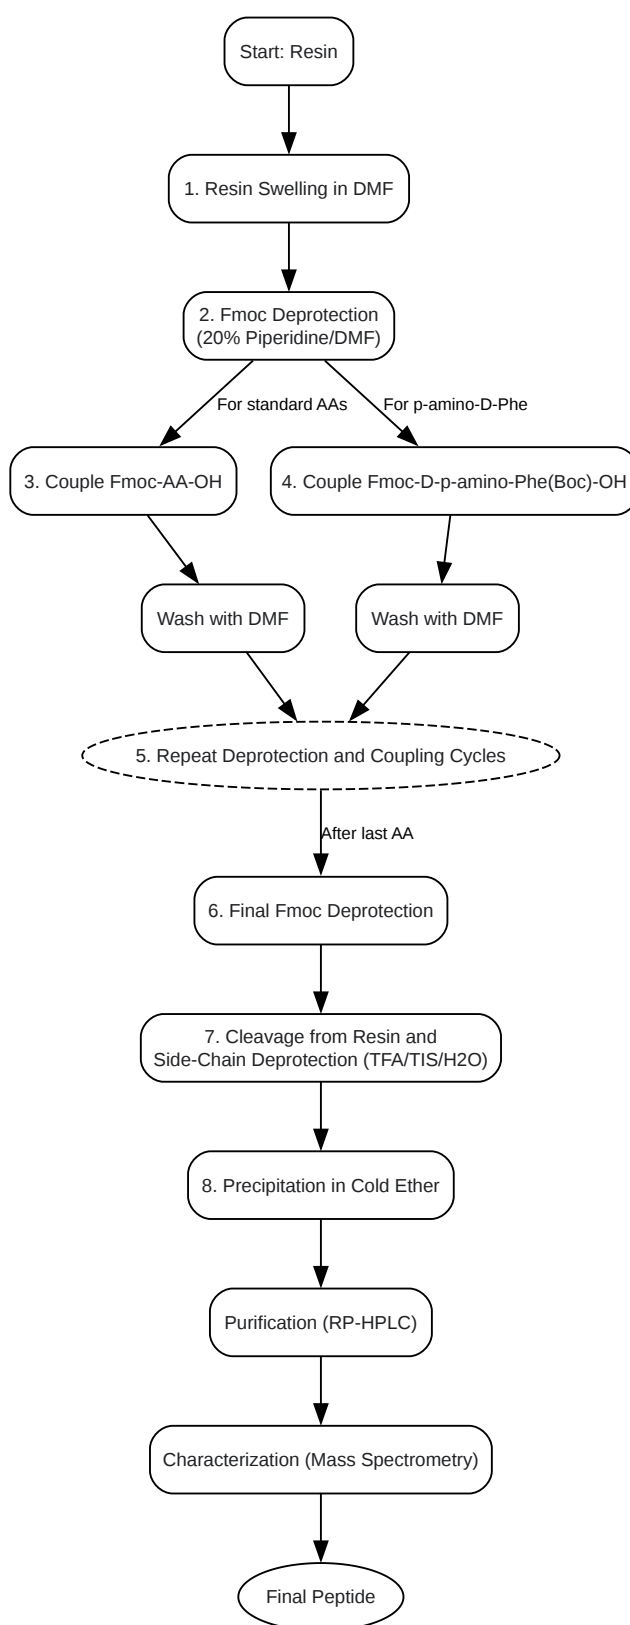 Start: Resin
1. Resin Swelling in DMF
2. Fmoc Deprotection
(20% Piperidine/DMF)
For standard AAs
For p-amino-D-Phe
3. Couple Fmoc-AA-OH
4. Couple Fmoc-D-p-amino-Phe(Boc)-OH
Wash with DMF
Wash with DMF
5. Repeat Deprotection and Coupling Cycles
After last AA
6. Final Fmoc Deprotection
7. Cleavage from Resin and
Side-Chain Deprotection (TFA/TIS/H2O)
8. Precipitation in Cold Ether
Purification (RP-HPLC)
Characterization (Mass Spectrometry)
Final Peptide